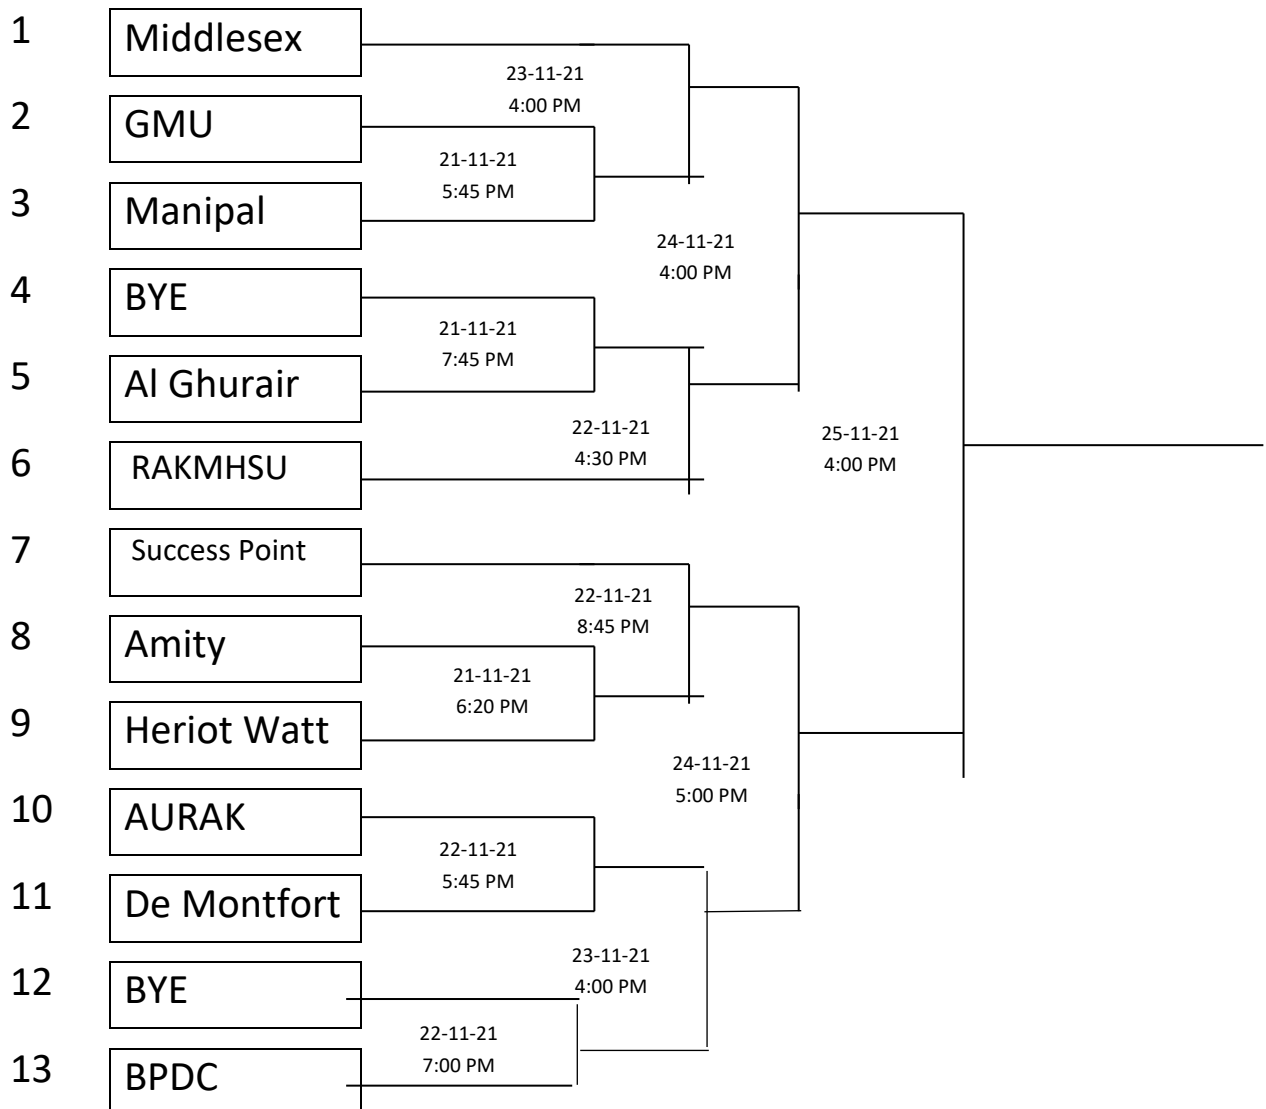 1 Middlesex
23-11-21
4:00 PM
2 GMU
21-11-21
5:45 PM
3 Manipal
24-11-21
4:00 PM
4 BYE
21-11-21
7:45 PM
5 Al Ghurair
22-11-21
4:30 PM
25-11-21
4:00 PM
6 RAKMHSU
7 Success Point
22-11-21
8:45 PM
8 Amity
21-11-21
6:20 PM
9 Heriot Watt
24-11-21
5:00 PM
10 AURAK
22-11-21
5:45 PM
11 De Montfort
23-11-21
4:00 PM
12 BYE
22-11-21
7:00 PM
13 BPDC